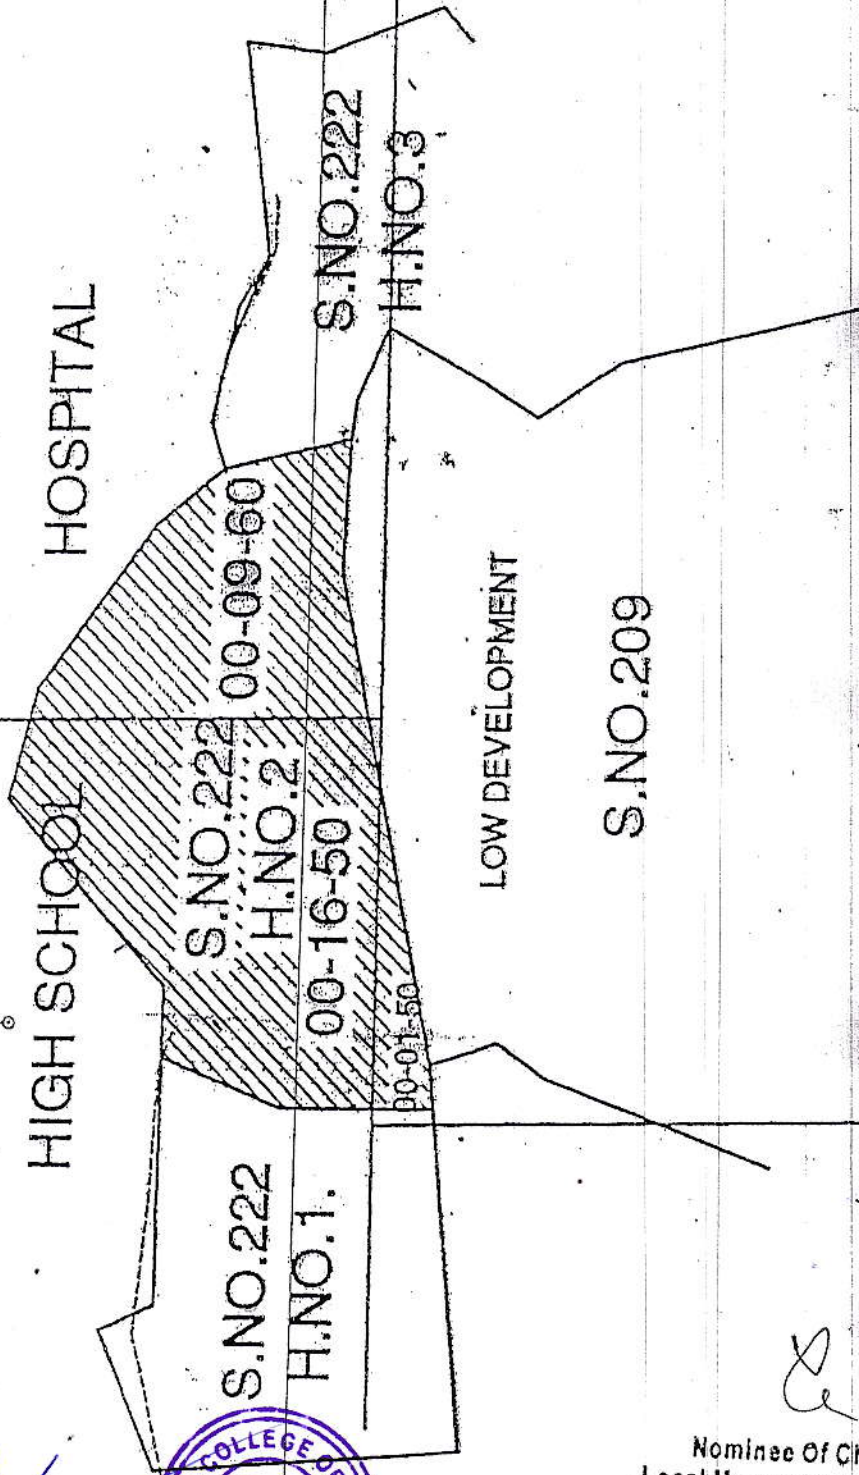 HIGH SCHOOL
HOSPITAL
S.NO.222
H.NO.1.
S.NO.222
H.NO.2
00-16-50
00-09-60
00-01-50
S.NO.222
H.NO.3
LOW DEVELOPMENT
S.NO.209
COLLEGE OF
Nominee Of